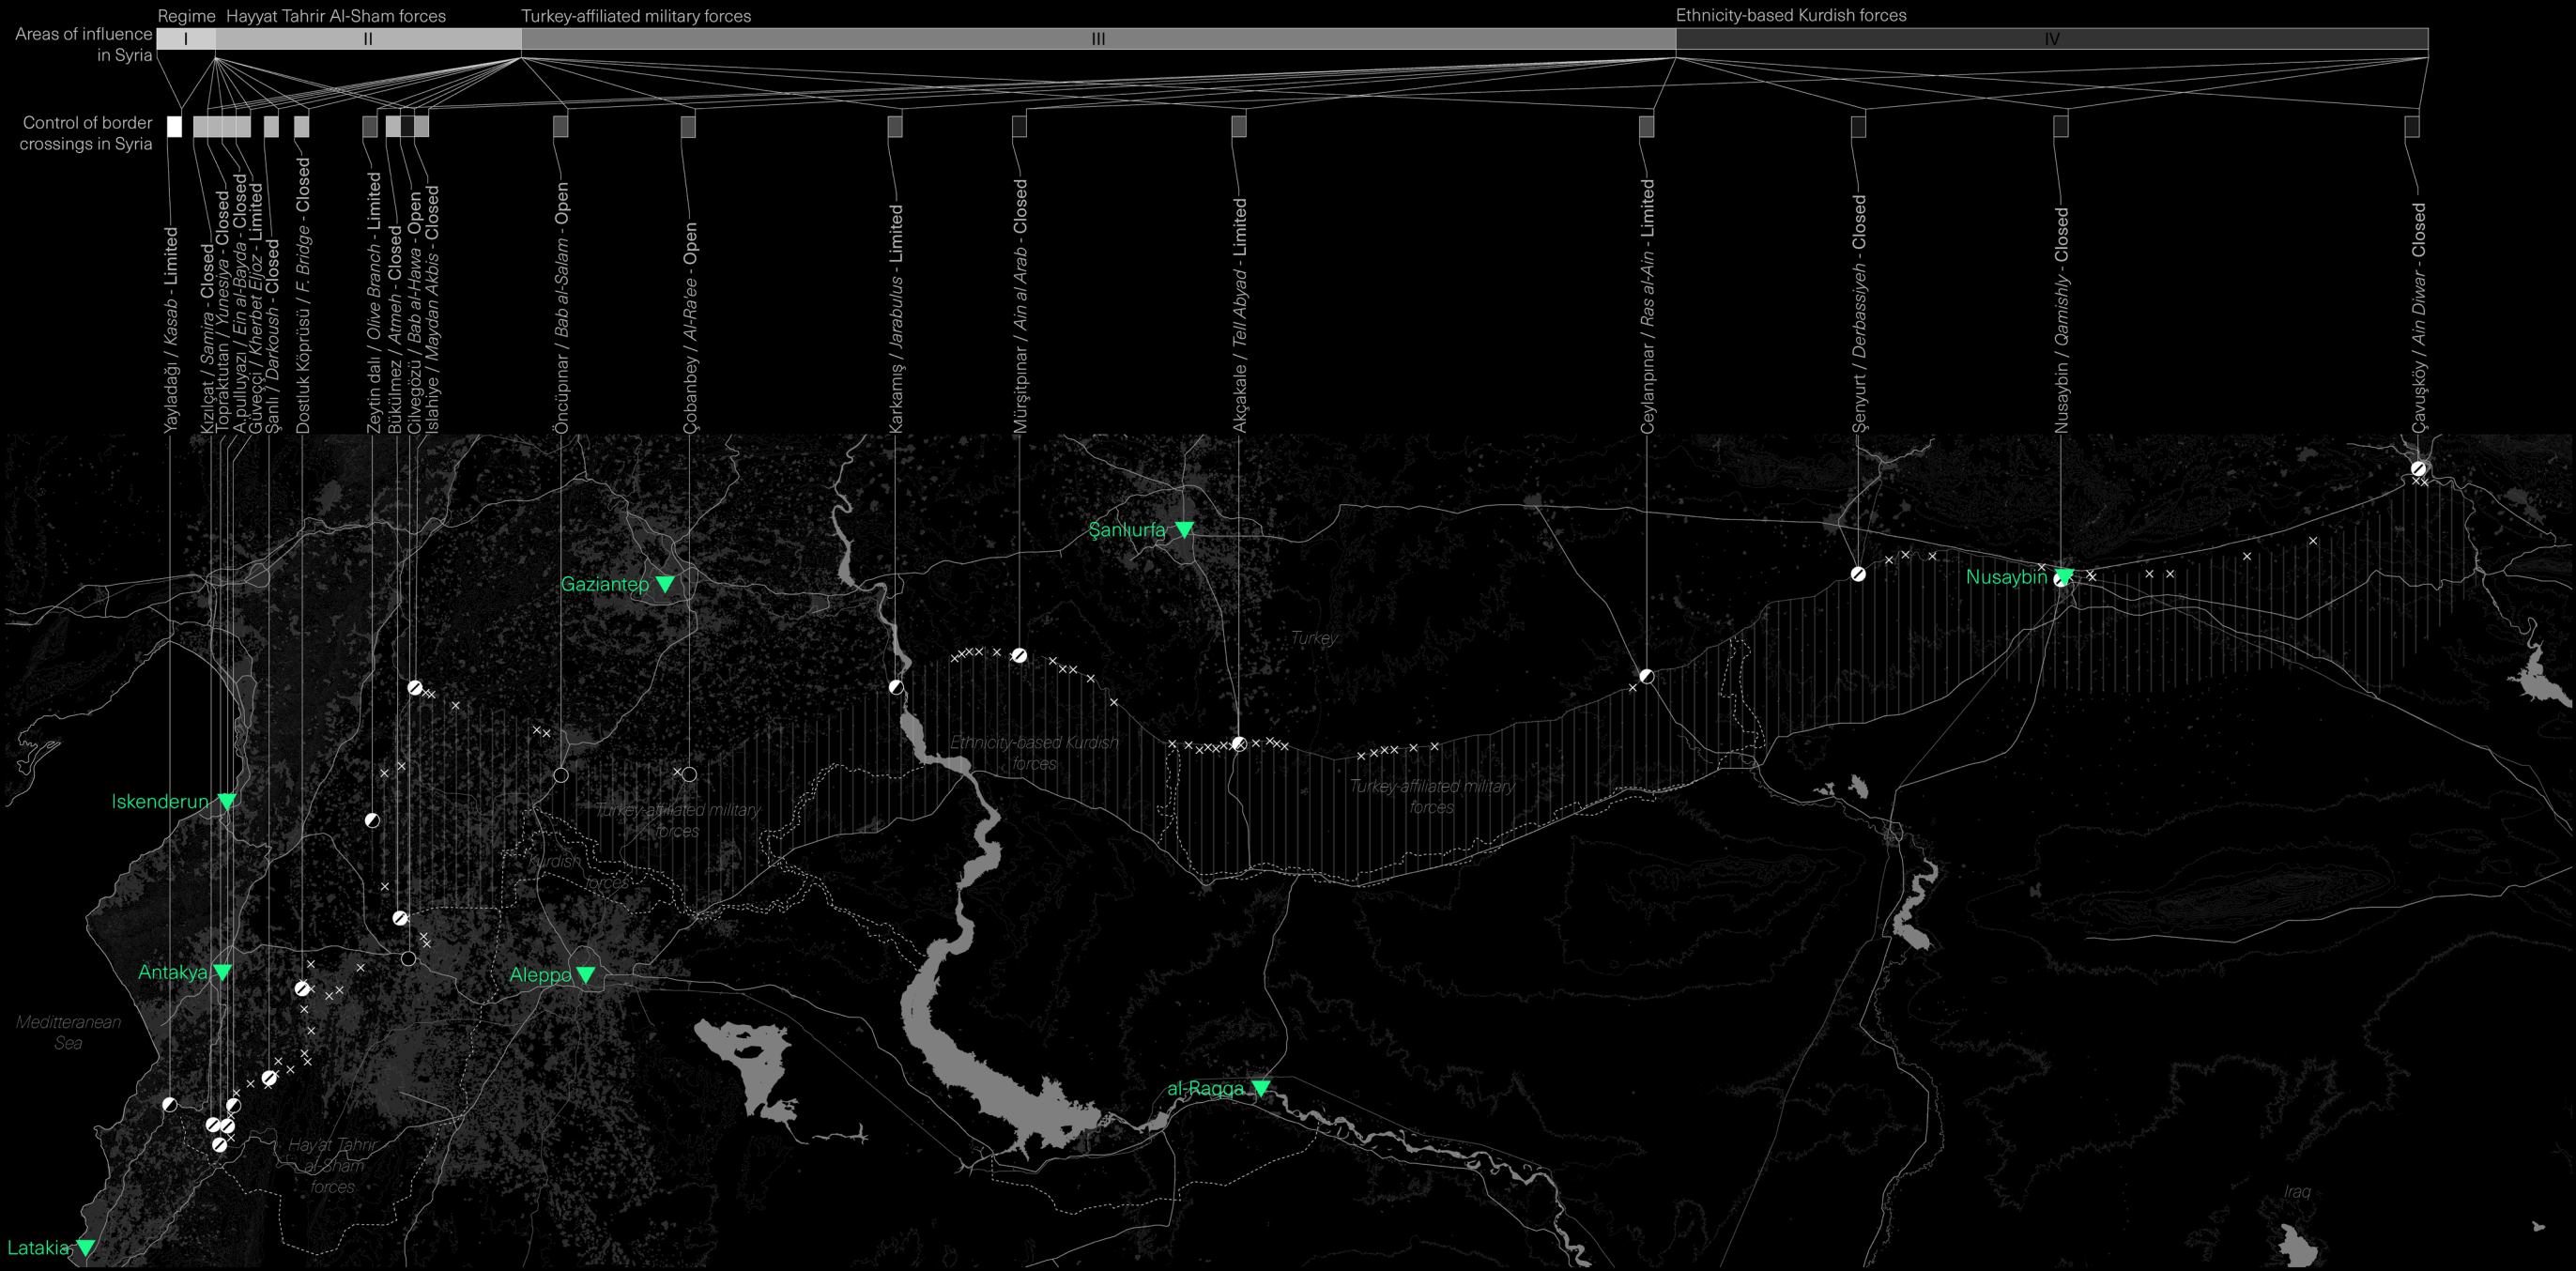 Regime
Hayyat Tahrir Al-Sham forces
Turkey-affiliated military forces
Ethnicity-based Kurdish forces
Areas of influence
in Syria
I
II
III
IV
Control of border
crossings in Syria
Yayladağı / Kasab - Limited
Kızılçat / Samira - Closed
Topraktutan / Yunesiya - Closed
Apulluyazı / Ein al-Bayda - Closed
Güveççi / Kherbet Eljoz - Limited
Şanlı / Darkoush - Closed
Dostluk Köprüsü / F. Bridge - Closed
Zeytin dalı / Olive Branch - Limited
Bükülmez / Atmeh - Closed
Cilvegözü / Bab al-Hawa - Open
Islahiye / Maydan Akbis - Closed
Öncüpınar / Bab al-Salam - Open
Çobanbey / Al-Ra'ee - Open
Karkamış / Jarabulus - Limited
Mürşitpınar / Ain al Arab - Closed
Akçakale / Tell Abyad - Limited
Ceylanpınar / Ras al-Ain - Limited
Şenyurt / Derbassiyeh - Closed
Nusaybin / Qamishly - Closed
Çavuşköy / Ain Diwar - Closed
Şanlıurfa
Gaziantep
Nusaybin
Turkey
Ethnicity-based Kurdish
forces
Turkey-affiliated military
forces
Iskenderun
Turkey-affiliated military
forces
Kurdish
forces
Antakya
Aleppo
Meditteranean
Sea
al-Raqqa
Hay'at Tahrir
al-Sham
forces
Iraq
Latakia